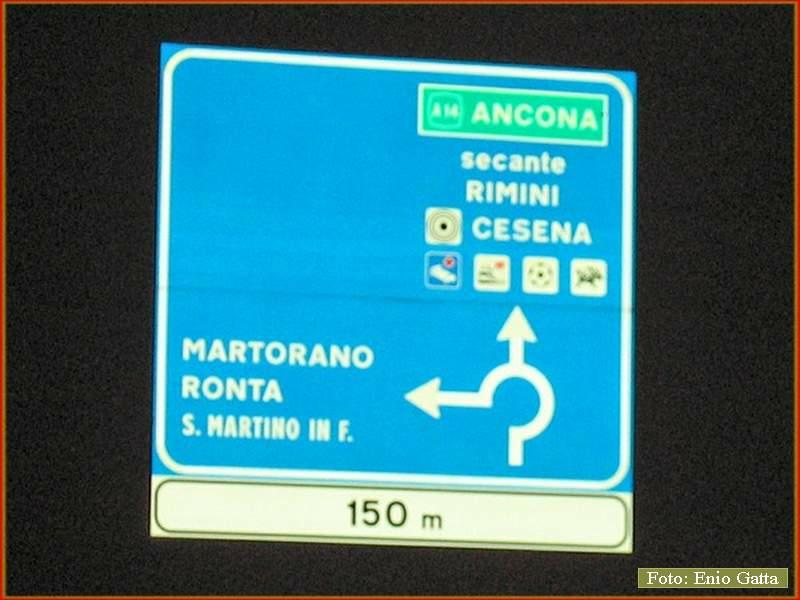 A14 ANCONA
secante
RIMINI
CESENA
MARTORANO
RONTA
S. MARTINO IN F.
150 m
Foto: Enio Gatta